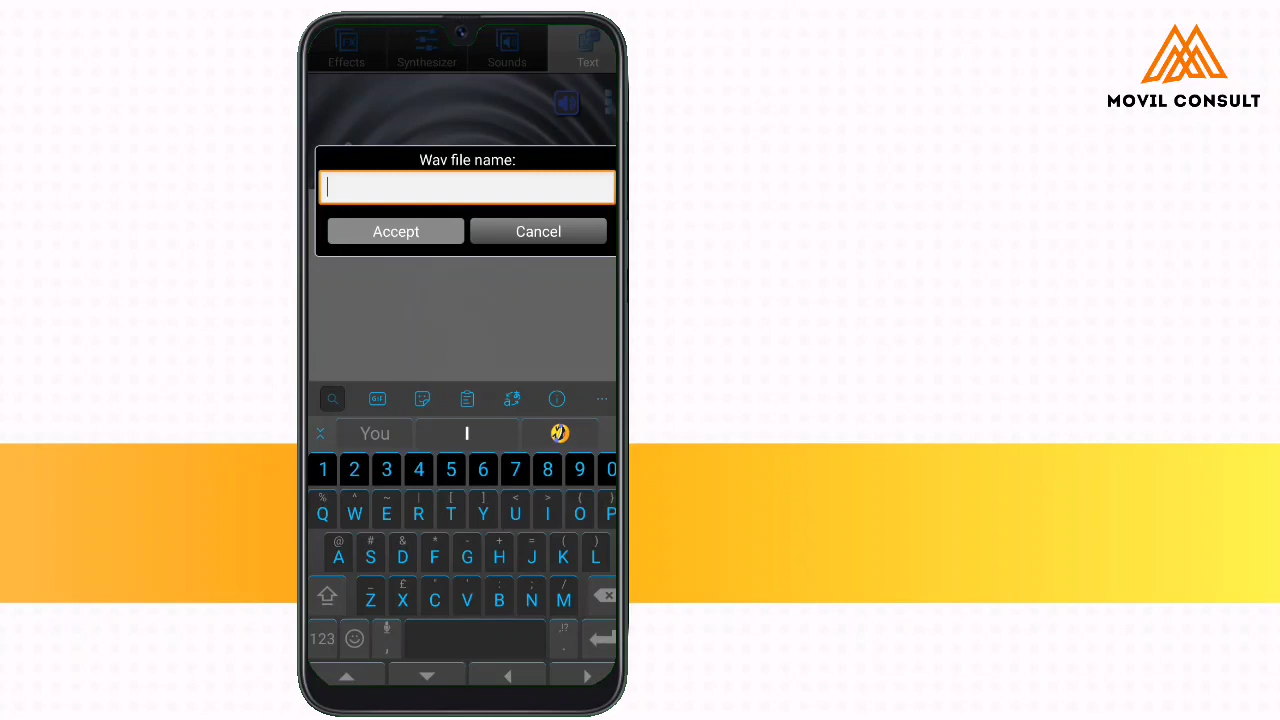 Effects Synthesizer Sounds Text
MOVIL CONSULT
Wav file name:
Accept Cancel
GIF
You I
1 2 3 4 5 6 7 8 9 0
% ^ ~ | [ ] < > { }
Q W E R T Y U I O P
@ # & * - + = ( )
A S D F G H J K L
_ £ " ' : ; /
Z X C V B N M
123 , ,!? .